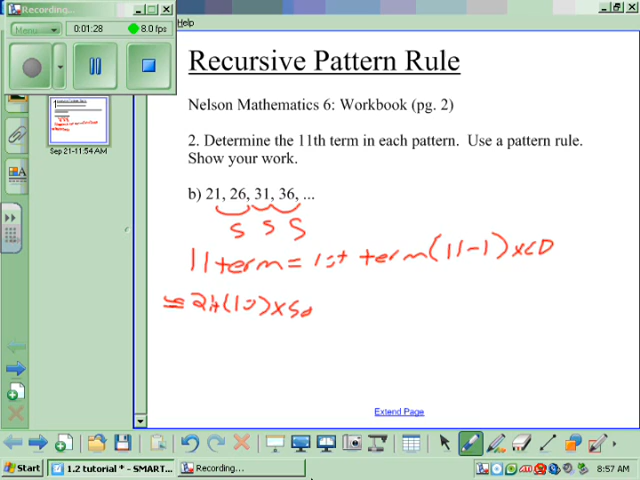 Recording...
Menu
0:01:28
8.0 fps
Help
Sep 21-11:54 AM
Recursive Pattern Rule
Nelson Mathematics 6: Workbook (pg. 2)
2. Determine the 11th term in each pattern. Use a pattern rule.
Show your work.
b) 21, 26, 31, 36, ...
5 5 5
11 term = 1st term (11-1) x CD
= 21+(10) x 5
Extend Page
Start
1.2 tutorial * - SMART...
Recording...
8:57 AM